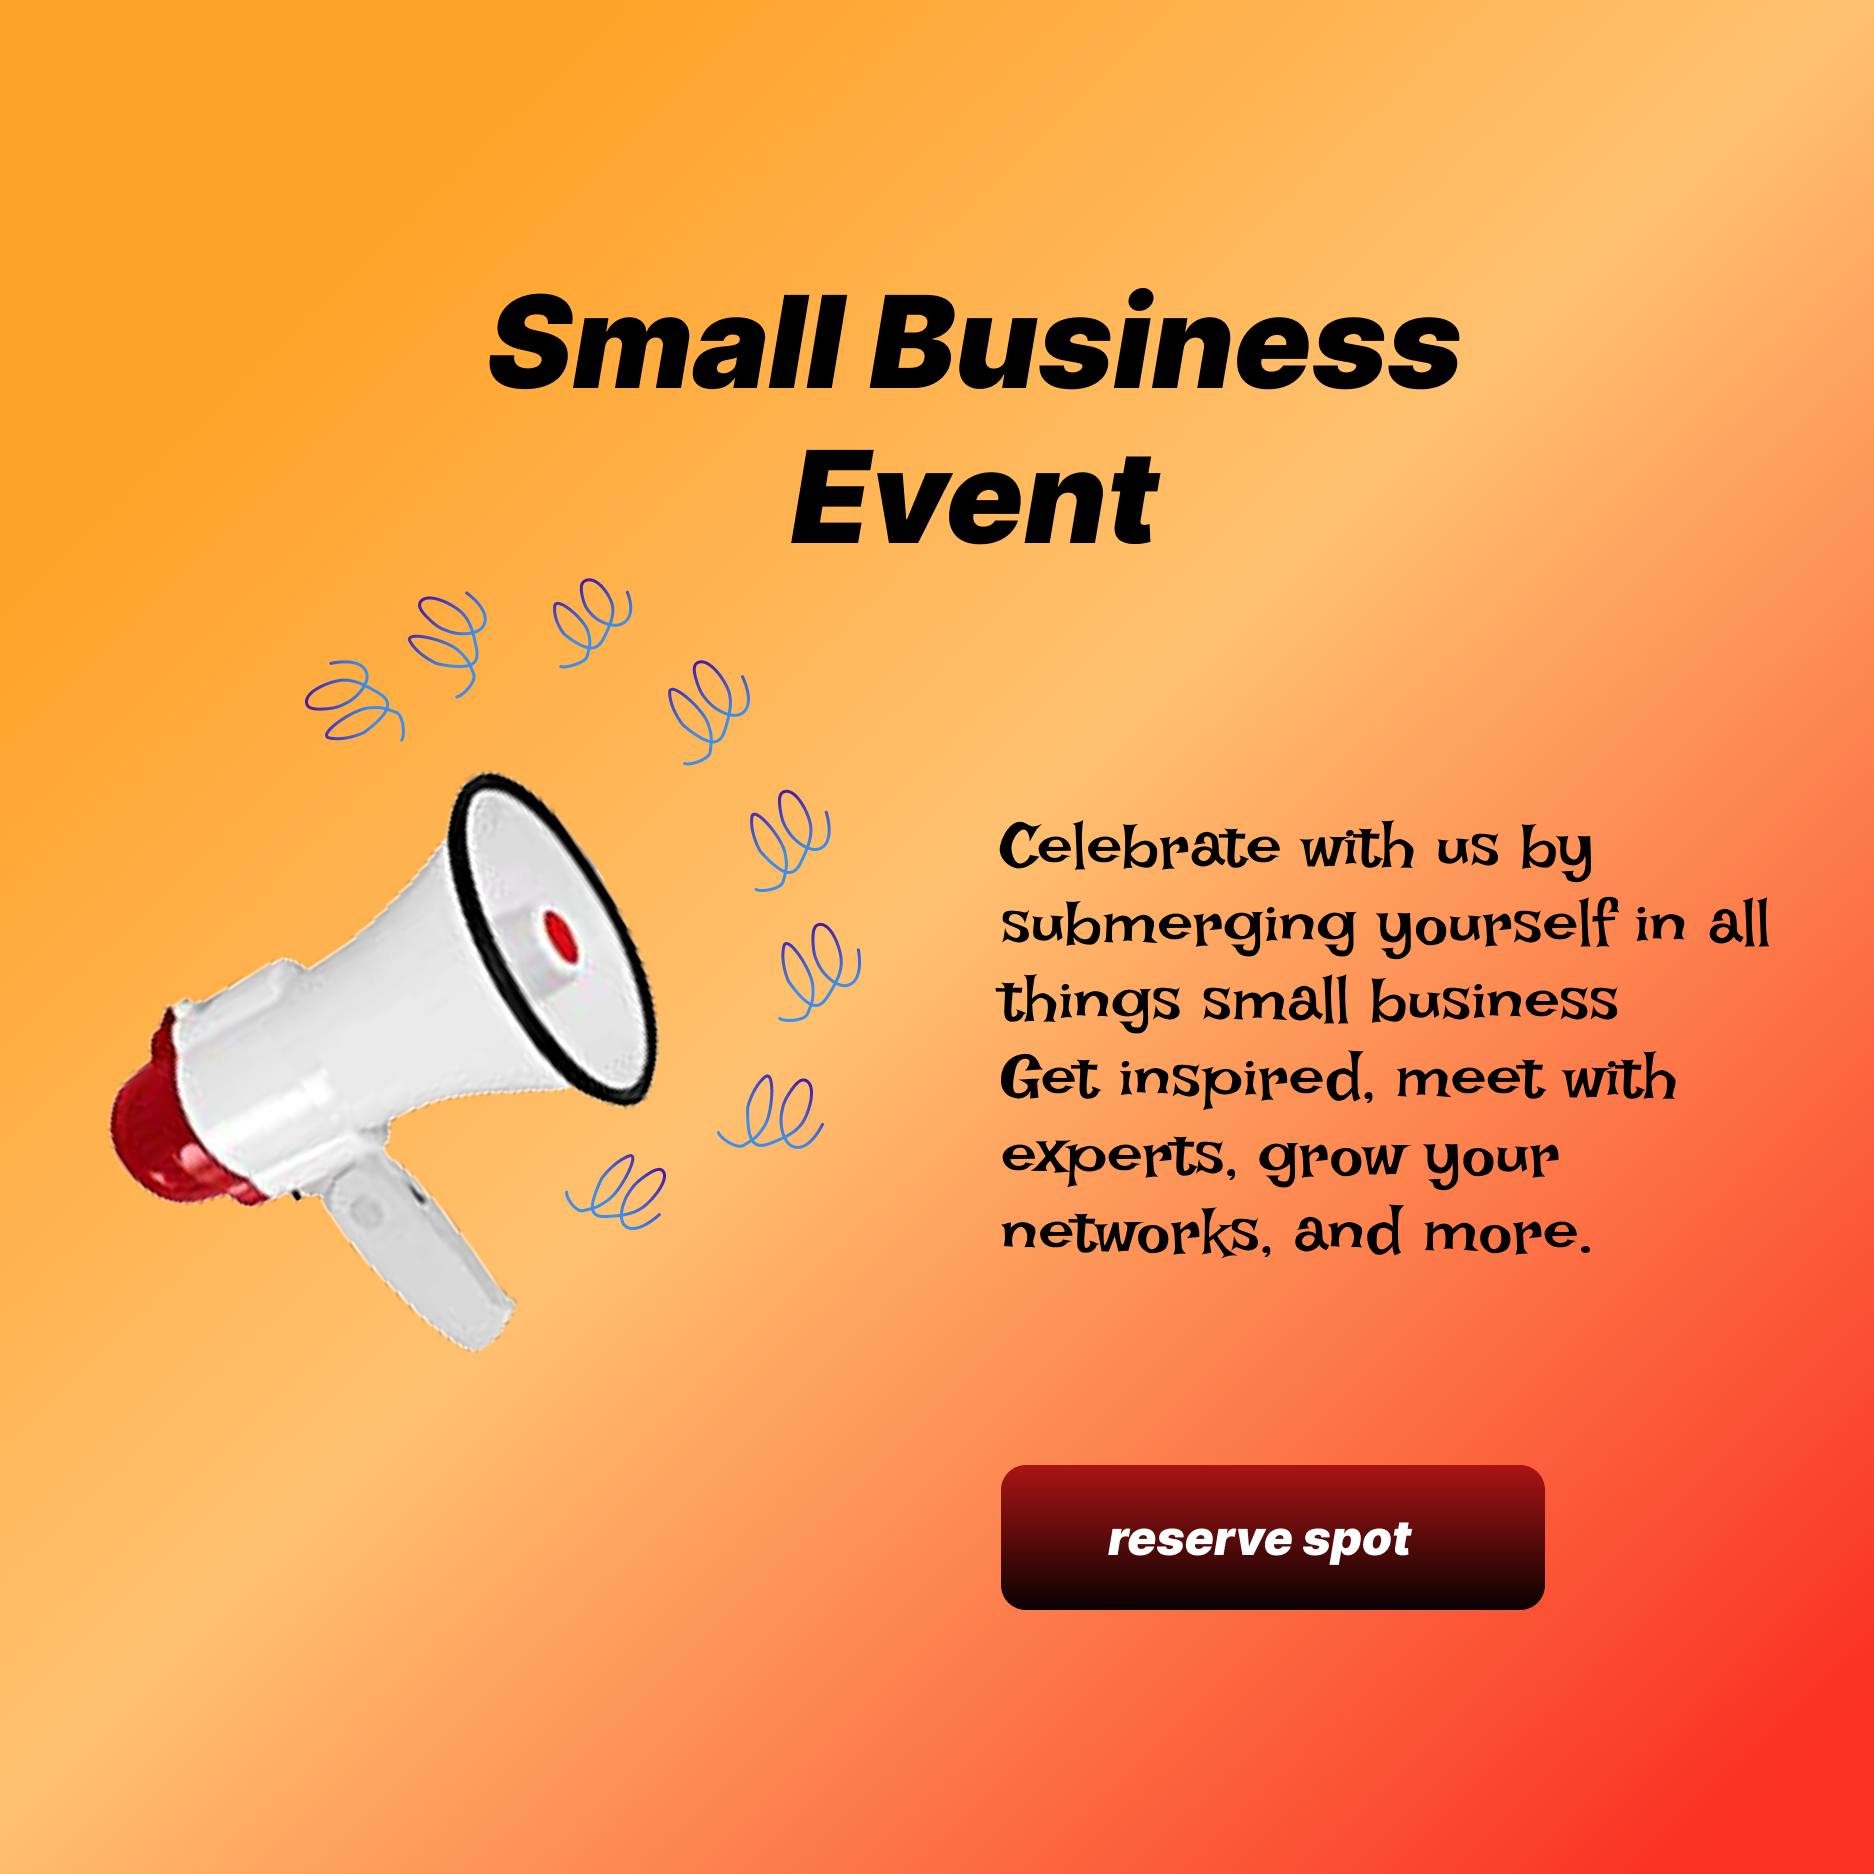 Small Business
Event
Celebrate with us by
submerging yourself in all
things small business
Get inspired, meet with
experts, grow your
networks, and more.
reserve spot